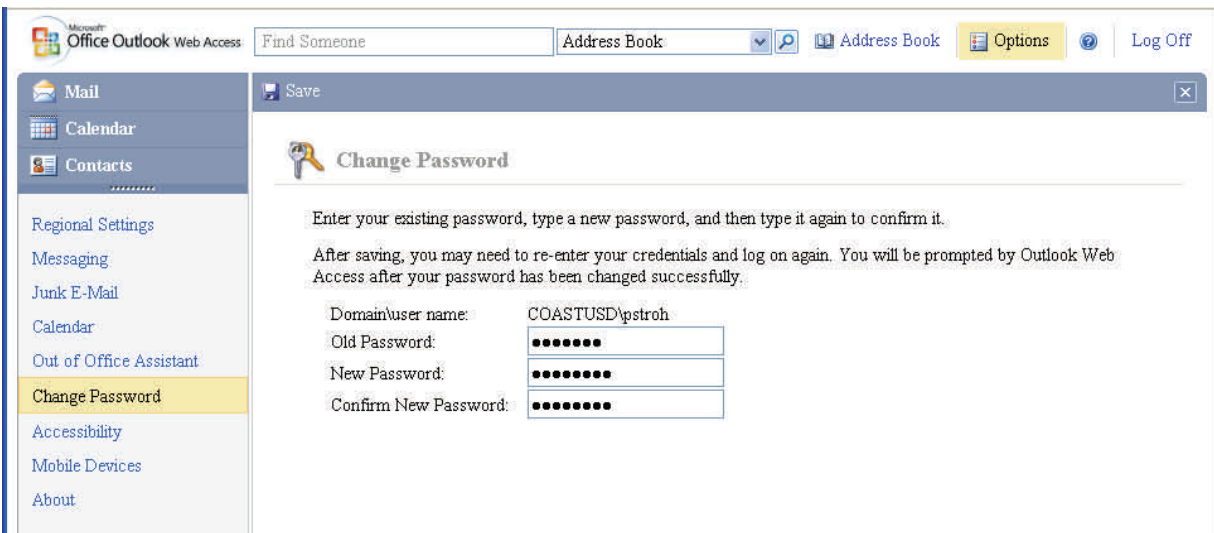 Microsoft
Office Outlook Web Access
Find Someone
Address Book
Address Book
Options
Log Off
Mail
Save
Calendar
Contacts
Change Password
Regional Settings
Messaging
Junk E-Mail
Calendar
Out of Office Assistant
Change Password
Accessibility
Mobile Devices
About
Enter your existing password, type a new password, and then type it again to confirm it.
After saving, you may need to re-enter your credentials and log on again. You will be prompted by Outlook Web
Access after your password has been changed successfully.
Domain\user name: COASTUSD\pstroh
Old Password: •••••••
New Password: ••••••••
Confirm New Password: ••••••••